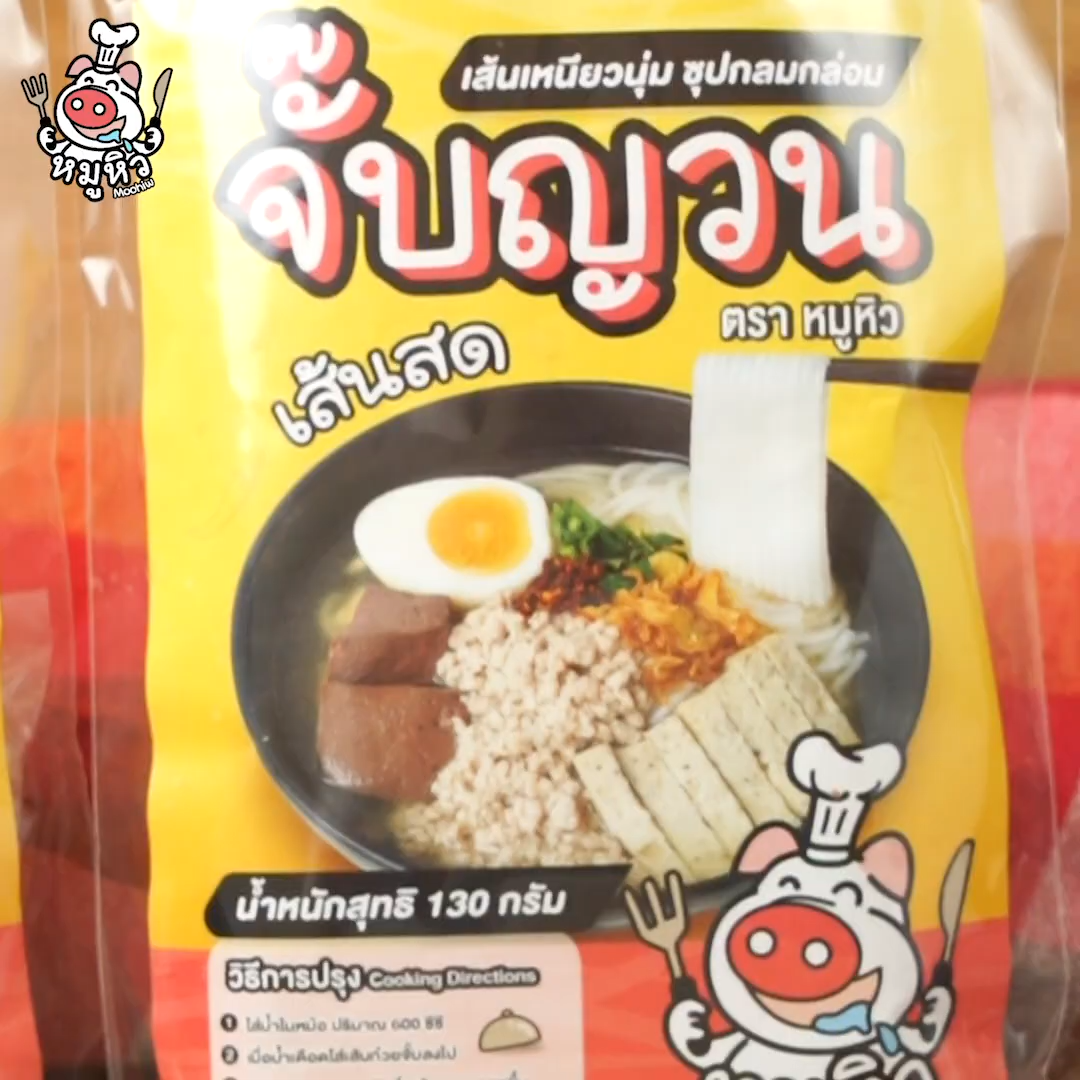 หมูหิว
Moohiw
เส้นเหนียวนุ่ม ซุปกลมกล่อม
จั๊บญวน
ตรา หมูหิว
เส้นสด
น้ำหนักสุทธิ 130 กรัม
วิธีการปรุง Cooking Directions
1 ใส่น้ำในหม้อ ปริมาณ 600 ซีซี
2 เมื่อน้ำเดือดใส่เส้นก๋วยจั๊บลงไป